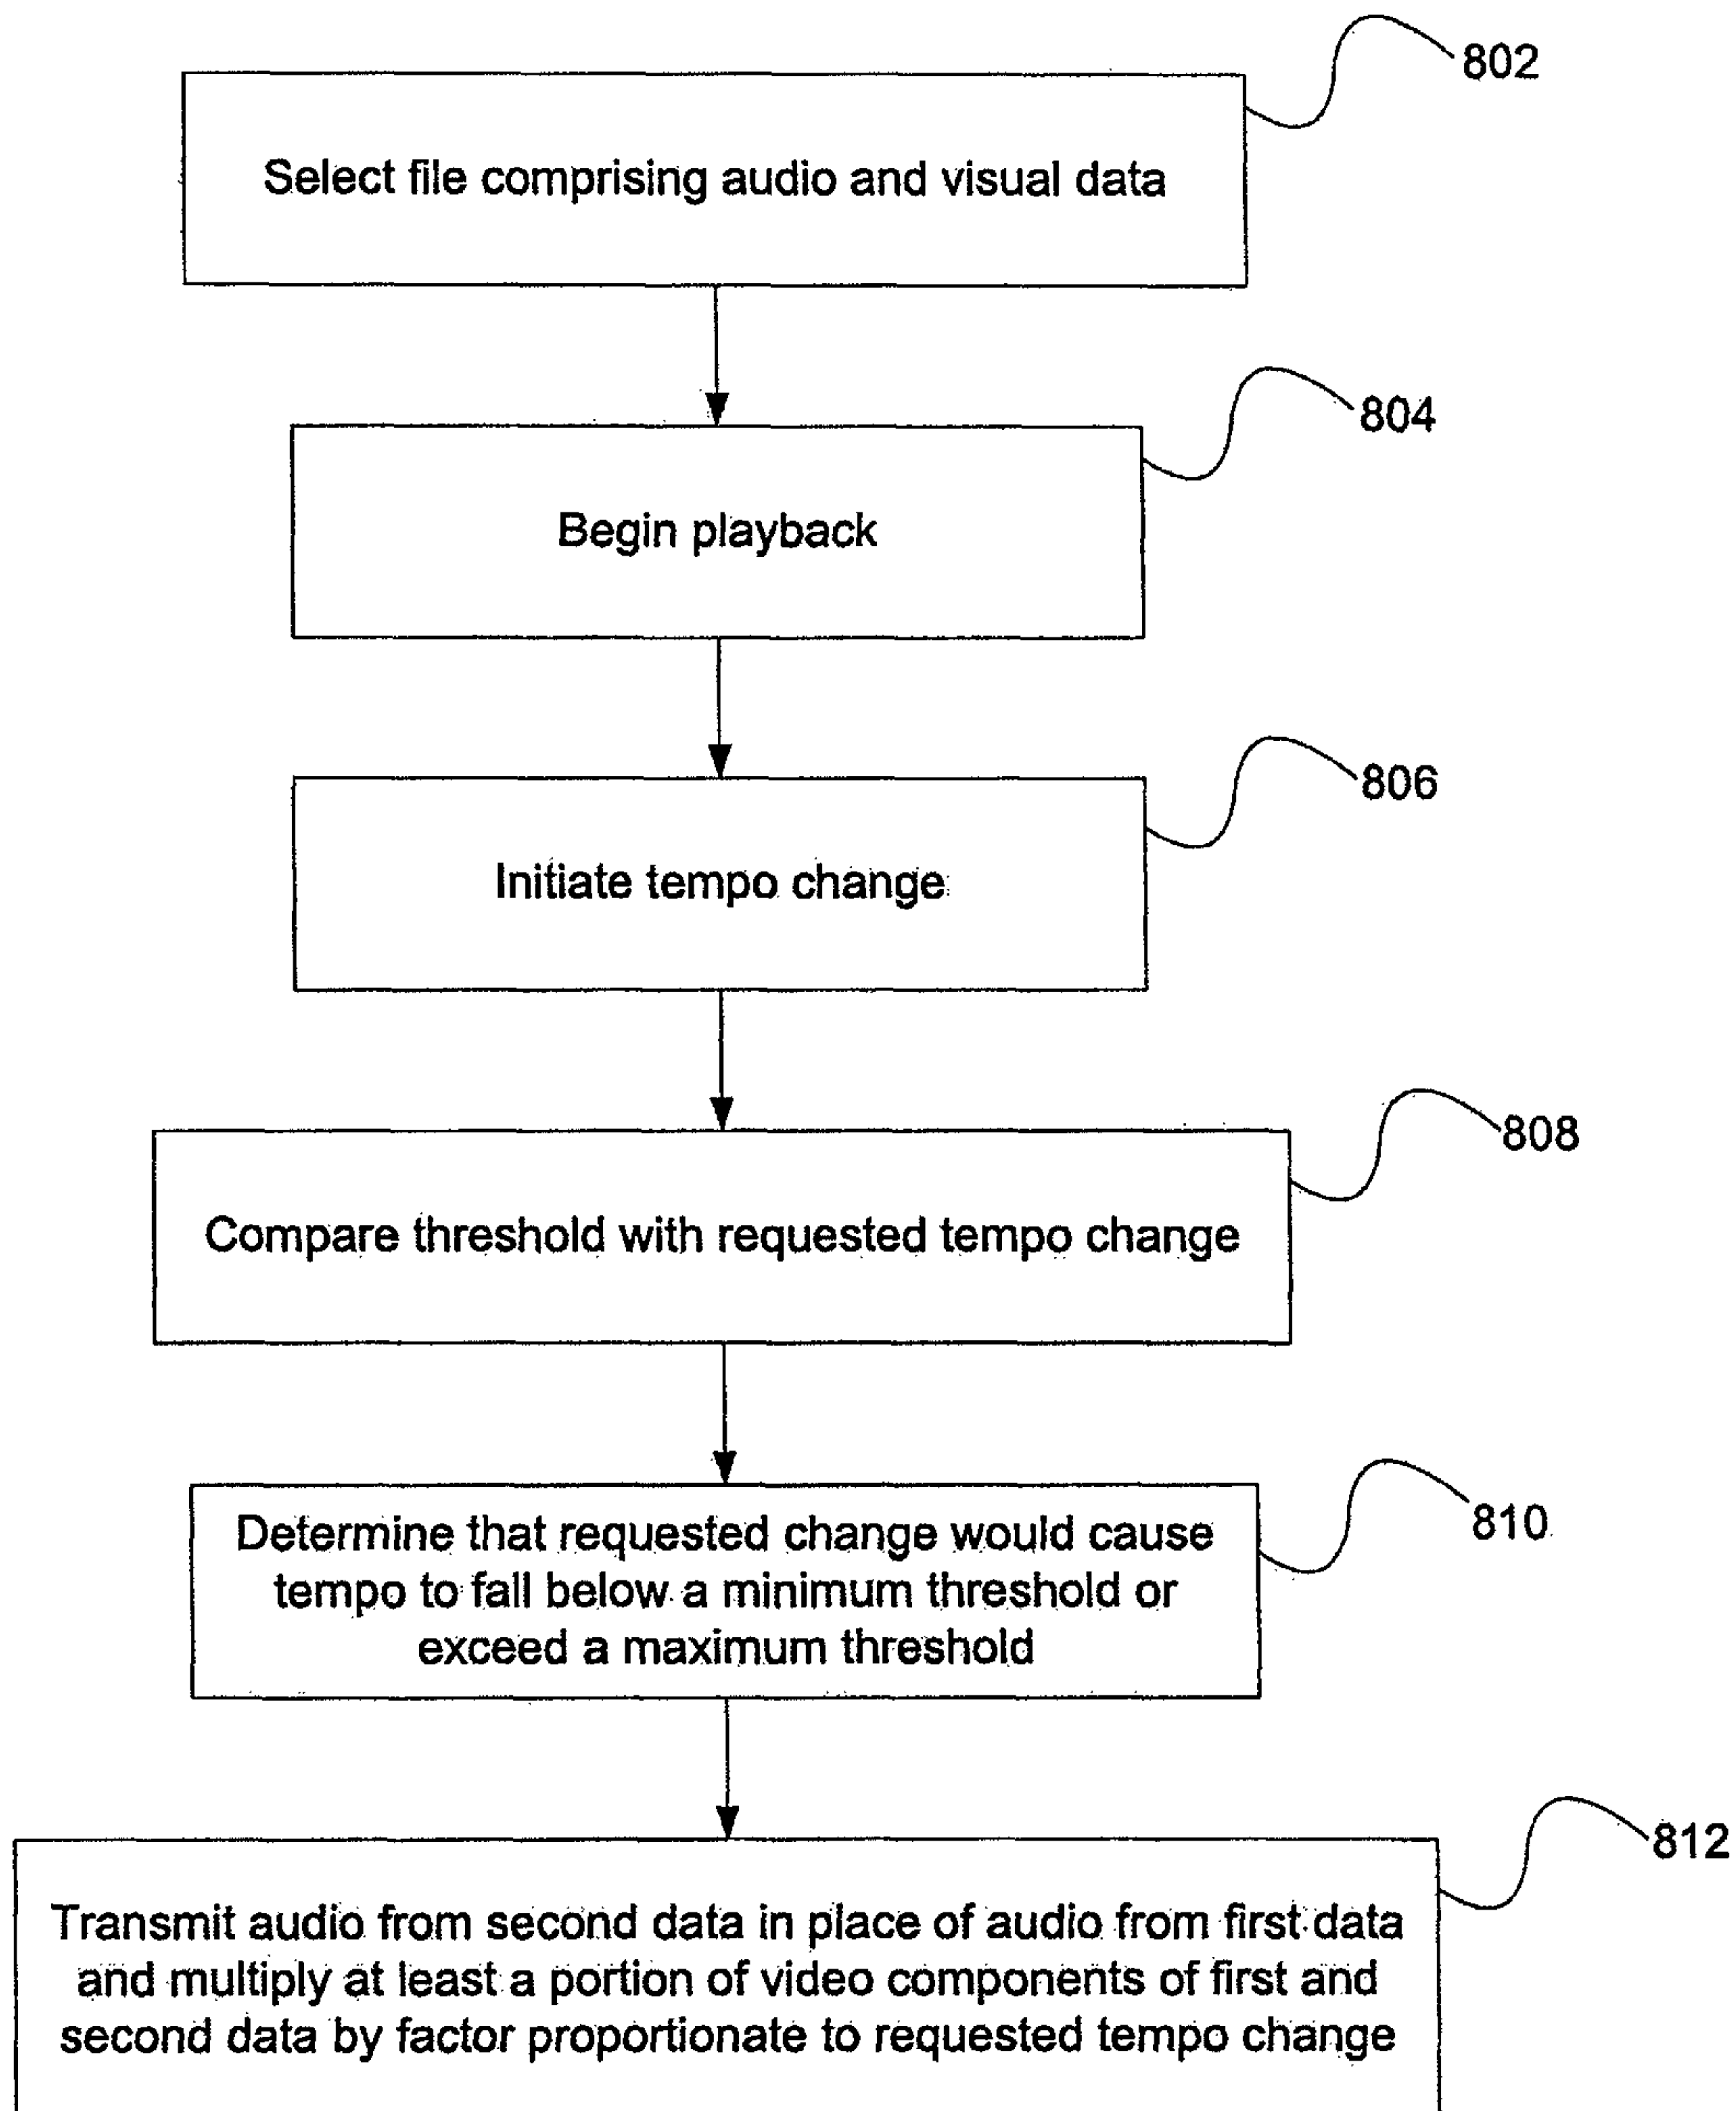 802
Select file comprising audio and visual data
804
Begin playback
806
Initiate tempo change
808
Compare threshold with requested tempo change
810
Determine that requested change would cause
tempo to fall below a minimum threshold or
exceed a maximum threshold
812
Transmit audio from second data in place of audio from first data
and multiply at least a portion of video components of first and
second data by factor proportionate to requested tempo change